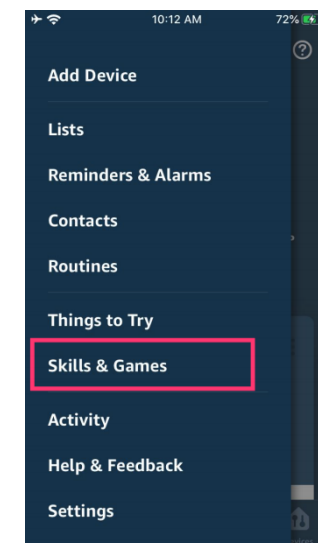 10:12 AM
72%
Add Device
Lists
Reminders & Alarms
Contacts
Routines
Things to Try
Skills & Games
Activity
Help & Feedback
Settings